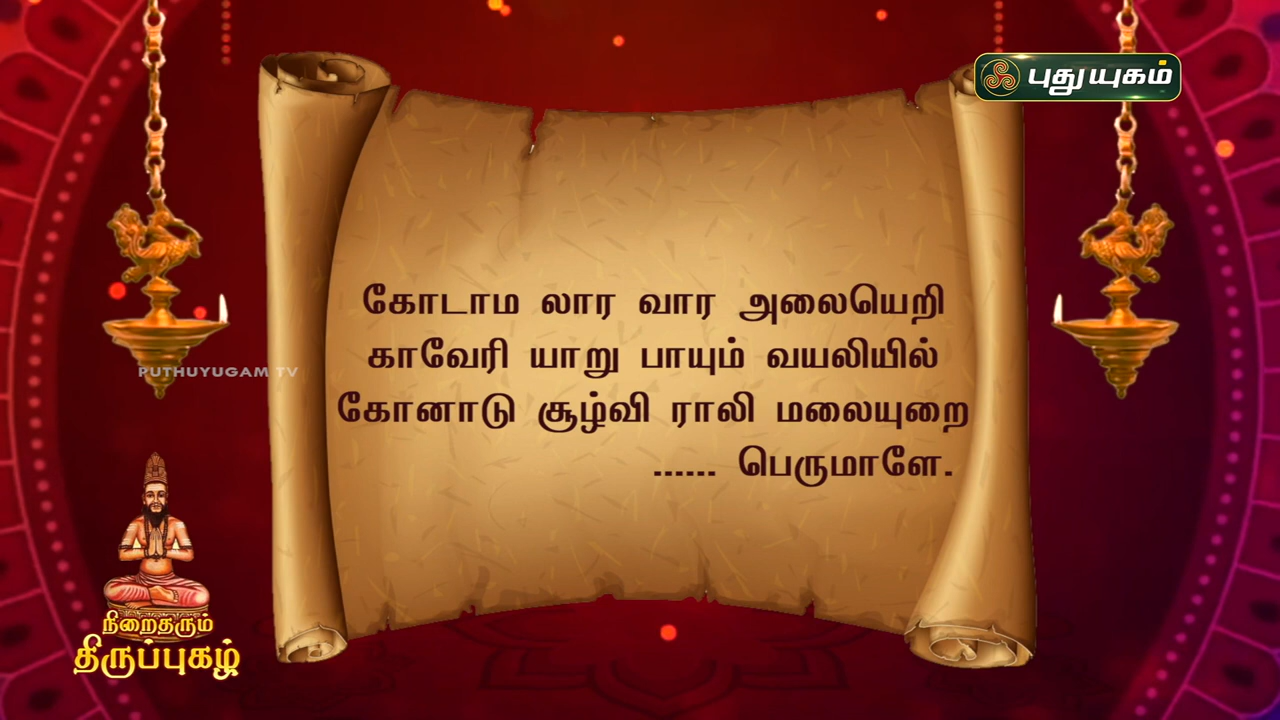 புதுயுகம்
கோடாம லார வார அலையெறி
காவேரி யாறு பாயும் வயலியில்
கோனாடு சூழ்வி ராலி மலையுறை
...... பெருமாளே.
PUTHUYUGAM TV
நிறைதரும்
திருப்புகழ்